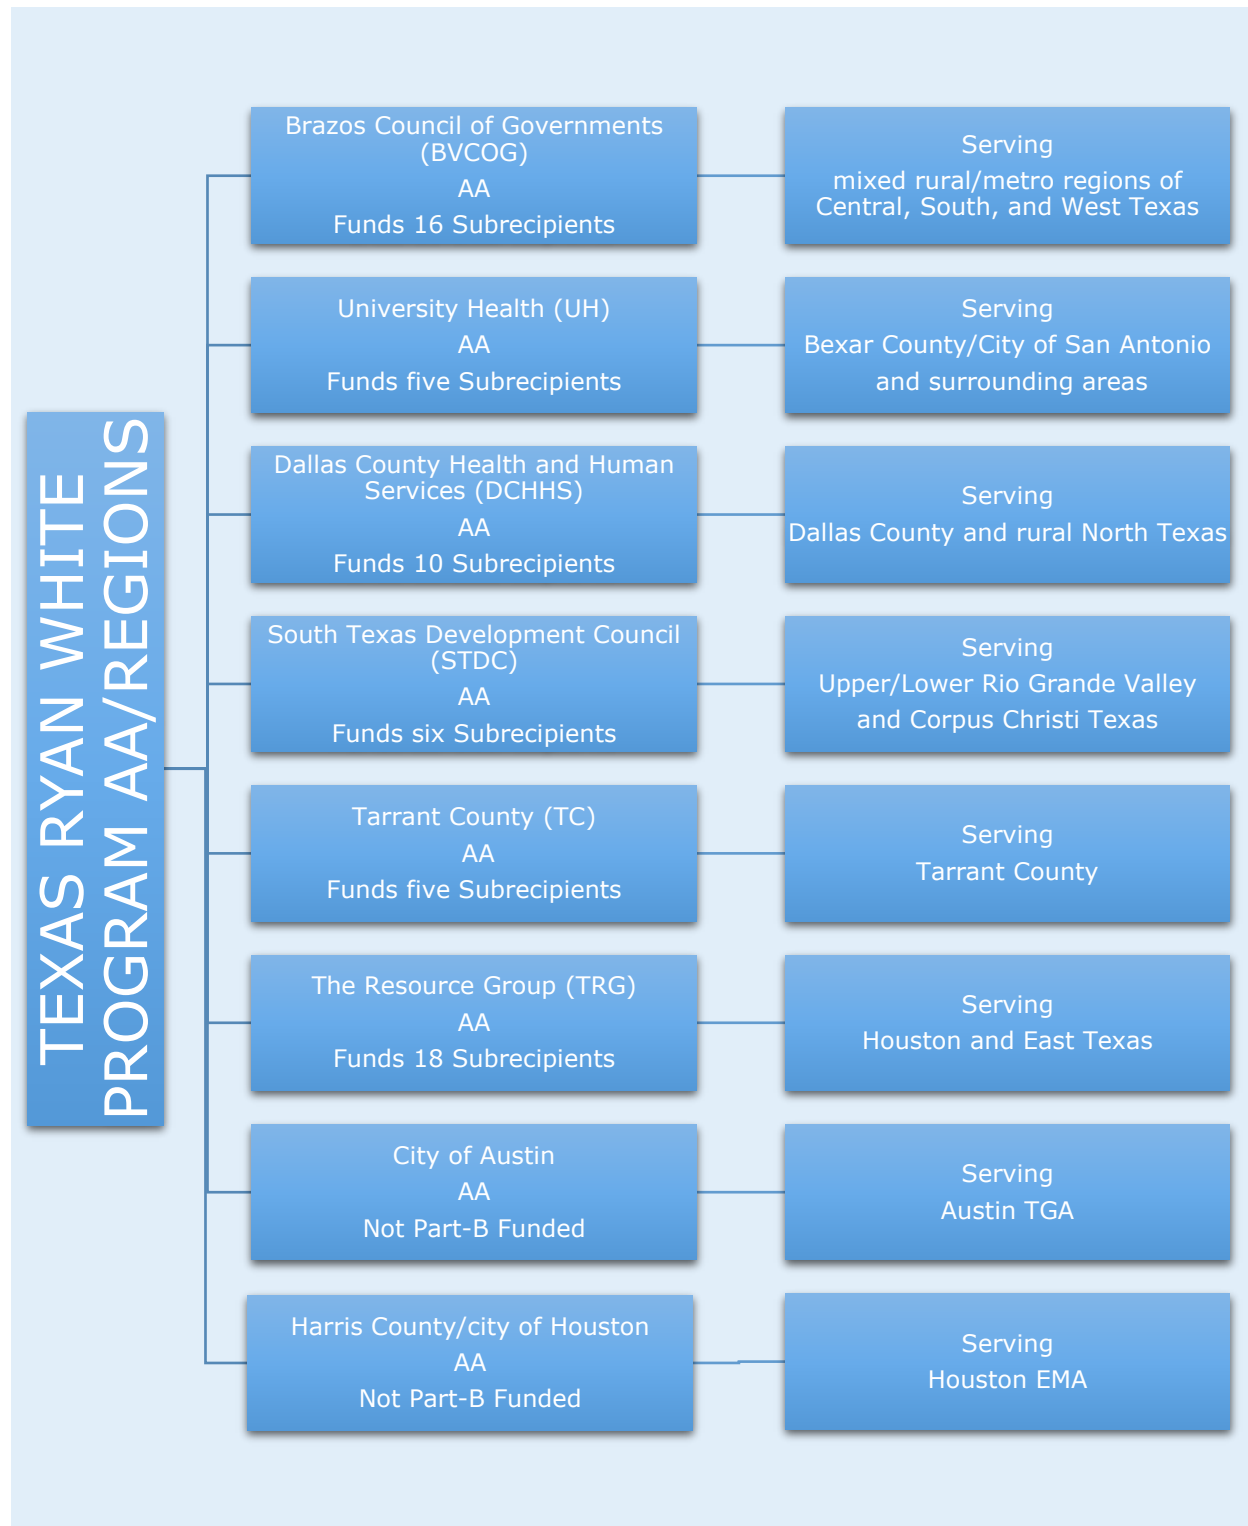 TEXAS RYAN WHITE
PROGRAM AA/REGIONS
Brazos Council of Governments
(BVCOG)
AA
Funds 16 Subrecipients
Serving
mixed rural/metro regions of
Central, South, and West Texas
University Health (UH)
AA
Funds five Subrecipients
Serving
Bexar County/City of San Antonio
and surrounding areas
Dallas County Health and Human
Services (DCHHS)
AA
Funds 10 Subrecipients
Serving
Dallas County and rural North Texas
South Texas Development Council
(STDC)
AA
Funds six Subrecipients
Serving
Upper/Lower Rio Grande Valley
and Corpus Christi Texas
Tarrant County (TC)
AA
Funds five Subrecipients
Serving
Tarrant County
The Resource Group (TRG)
AA
Funds 18 Subrecipients
Serving
Houston and East Texas
City of Austin
AA
Not Part-B Funded
Serving
Austin TGA
Harris County/city of Houston
AA
Not Part-B Funded
Serving
Houston EMA